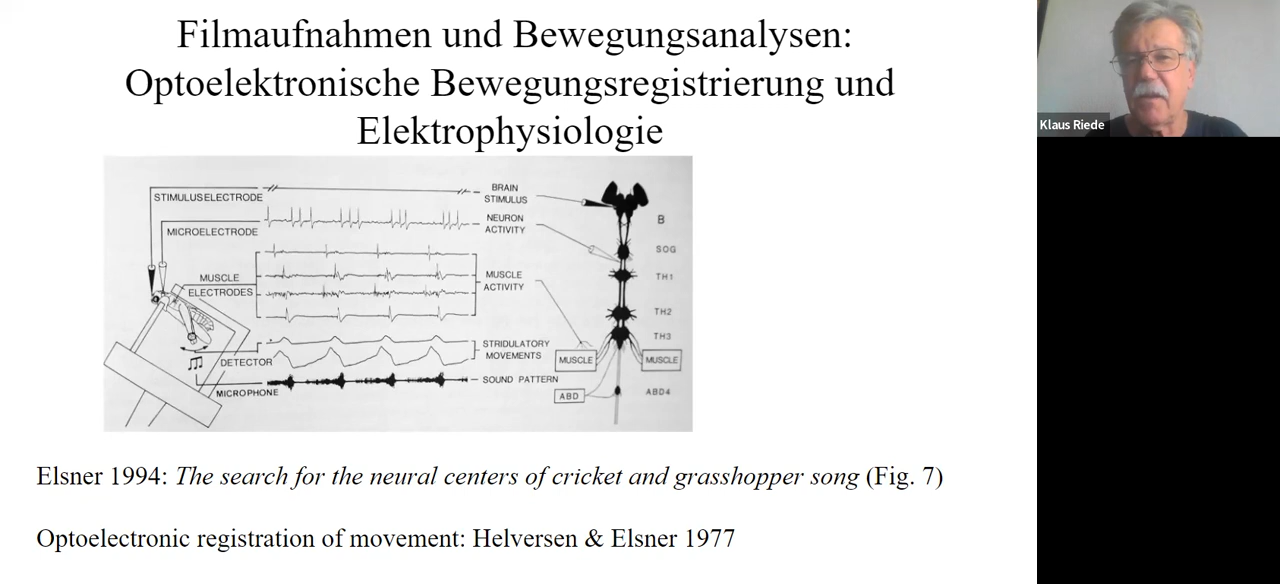 Filmaufnahmen und Bewegungsanalysen:
Optoelektronische Bewegungsregistrierung und
Elektrophysiologie
Klaus Riede
STIMULUS ELECTRODE
BRAIN
STIMULUS
MICROELECTRODE
NEURON
ACTIVITY
MUSCLE
ELECTRODES
MUSCLE
ACTIVITY
DETECTOR
STRIDULATORY
MOVEMENTS
MICROPHONE
SOUND PATTERN
B
SOG
TH1
TH2
TH3
MUSCLE
MUSCLE
ABD
ABD4
Elsner 1994: The search for the neural centers of cricket and grasshopper song (Fig. 7)
Optoelectronic registration of movement: Helversen & Elsner 1977